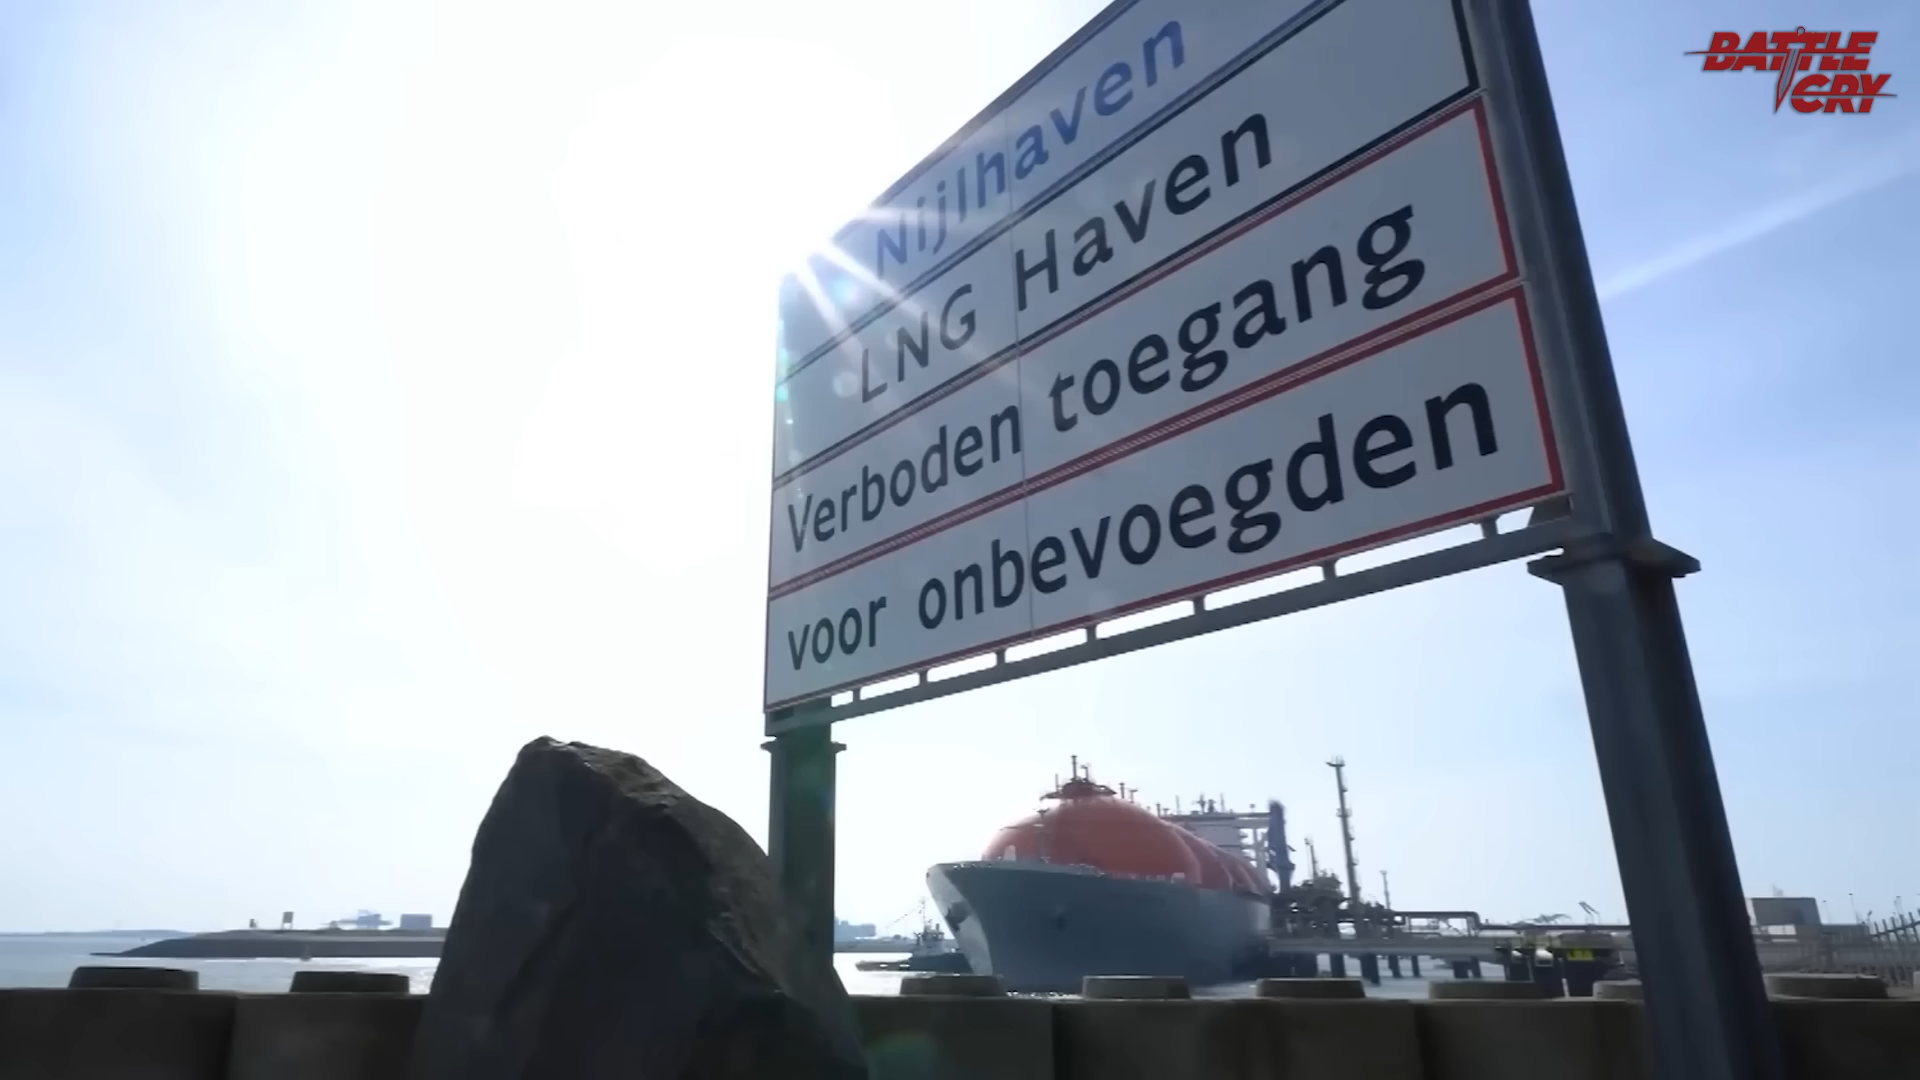 BATTLE
CRY
Nijlhaven
LNG Haven
Verboden toegang
voor onbevoegden